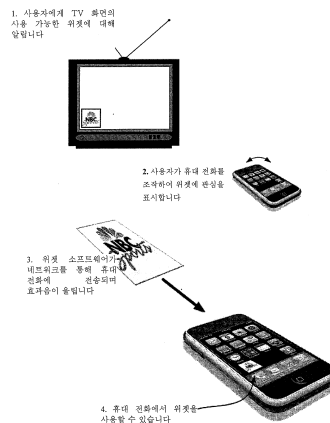 1. 사용자에게 TV 화면의
사용 가능한 위젯에 대해
알립니다
NBC
2. 사용자가 휴대 전화를
조작하여 위젯에 관심을
표시합니다
NBC
Sports
3. 위젯 소프트웨어가
네트워크를 통해 휴대
전화에 전송되며
효과음이 울립니다
4. 휴대 전화에서 위젯을
사용할 수 있습니다